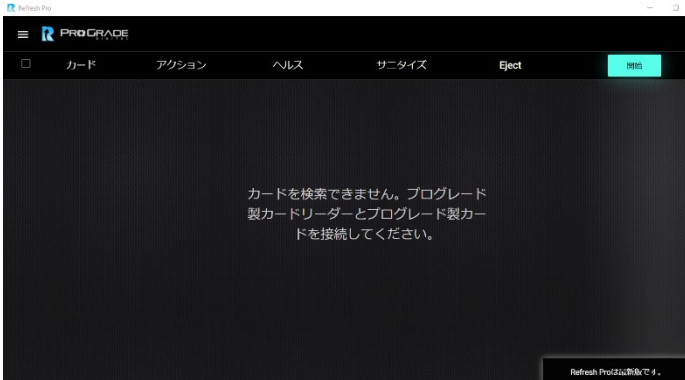 Refresh Pro
PROGRADE
DIGITAL
カード アクション ヘルス サニタイズ Eject 開始
カードを検索できません。プログレード
製カードリーダーとプログレード製カー
ドを接続してください。
Refresh Proは最新版です。